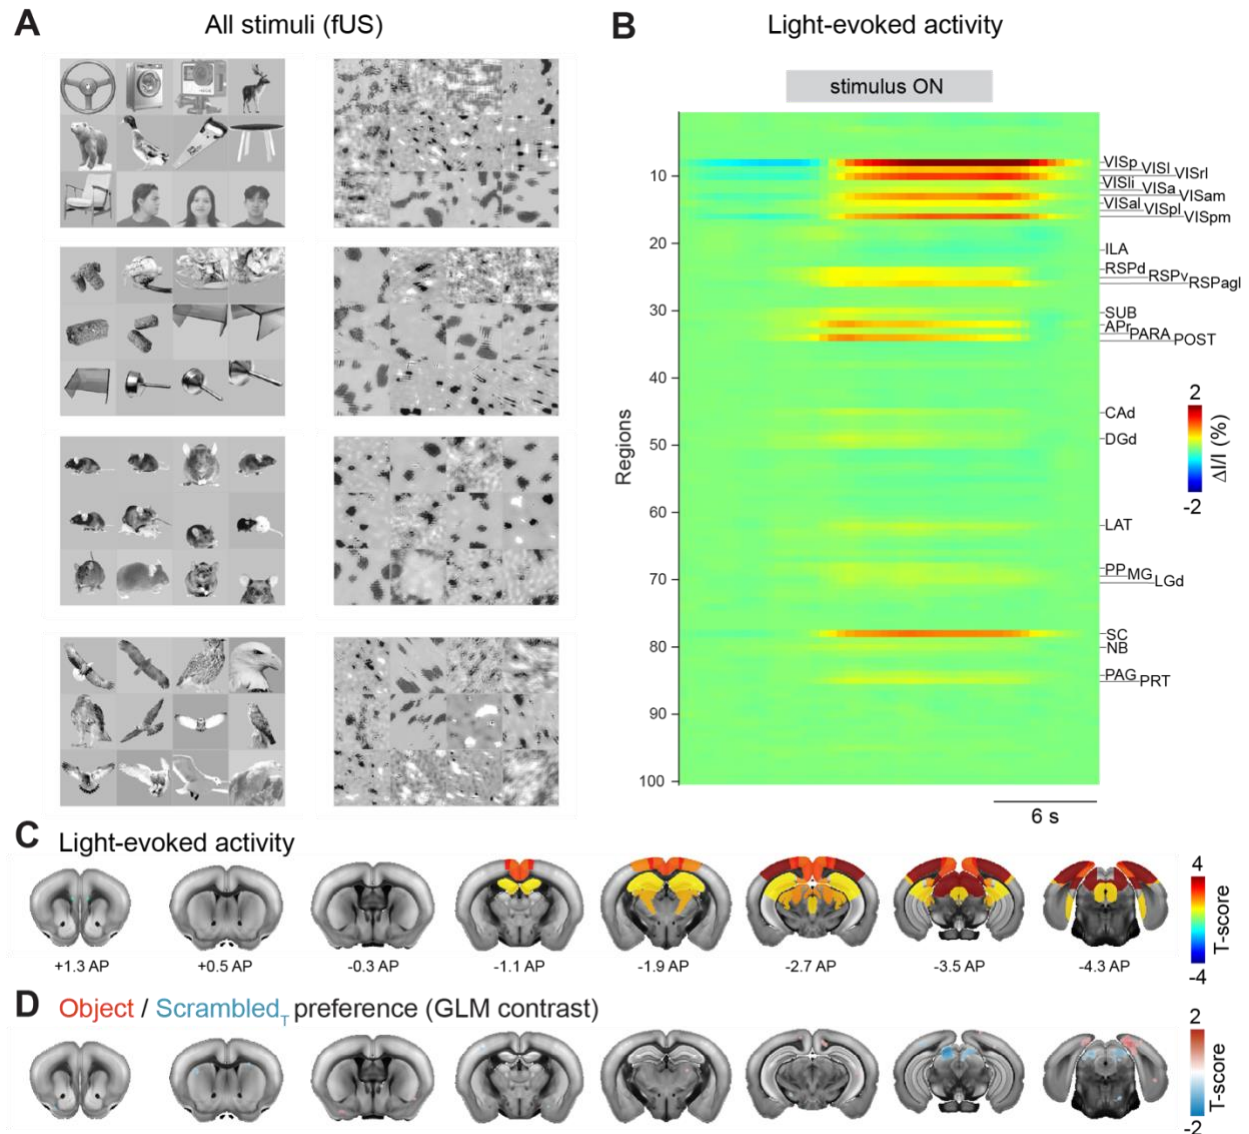 A
All stimuli (fUS)
B
Light-evoked activity
stimulus ON
10
20
30
40
50
60
70
80
90
100
Regions
VISp VISl VISrl
VISli VISa VISam
VISal VISpl VISpm
ILA
RSPd RSPv RSPagl
SUB
APr PARA POST
CAd
DGd
LAT
PP MG LGd
SC
NB
PAG PRT
2
ΔI/I (%)
-2
6 s
C
Light-evoked activity
+1.3 AP
+0.5 AP
-0.3 AP
-1.1 AP
-1.9 AP
-2.7 AP
-3.5 AP
-4.3 AP
4
T-score
-4
D
Object / Scrambled_T preference (GLM contrast)
2
T-score
-2